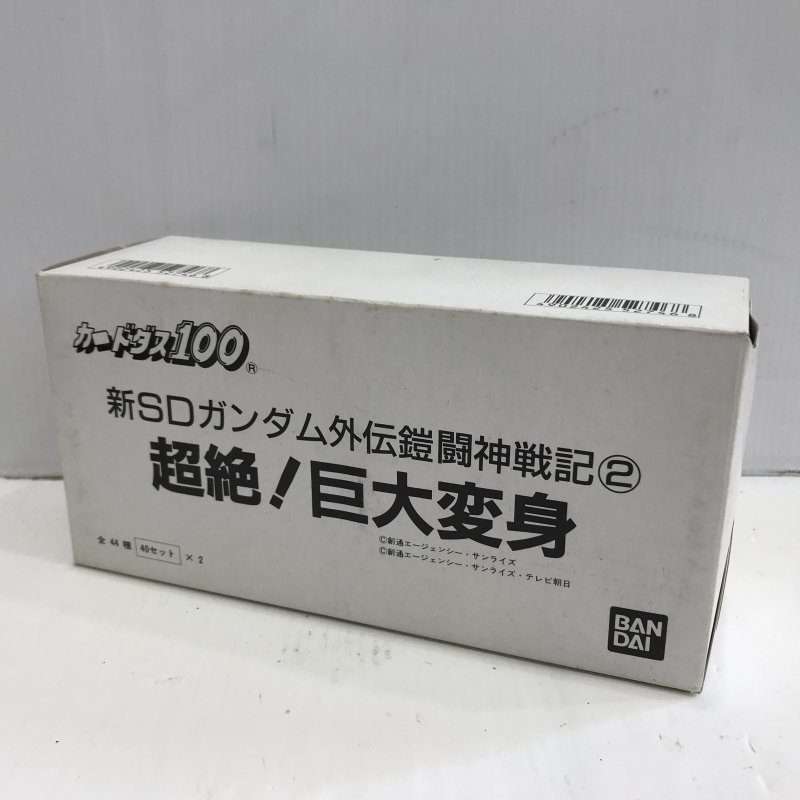 カードダス100®
新SDガンダム外伝鎧闘神戦記②
超絶！巨大変身
全44種 40セット ×2
©創通エージェンシー・サンライズ
©創通エージェンシー・サンライズ・テレビ朝日
BAN
DAI